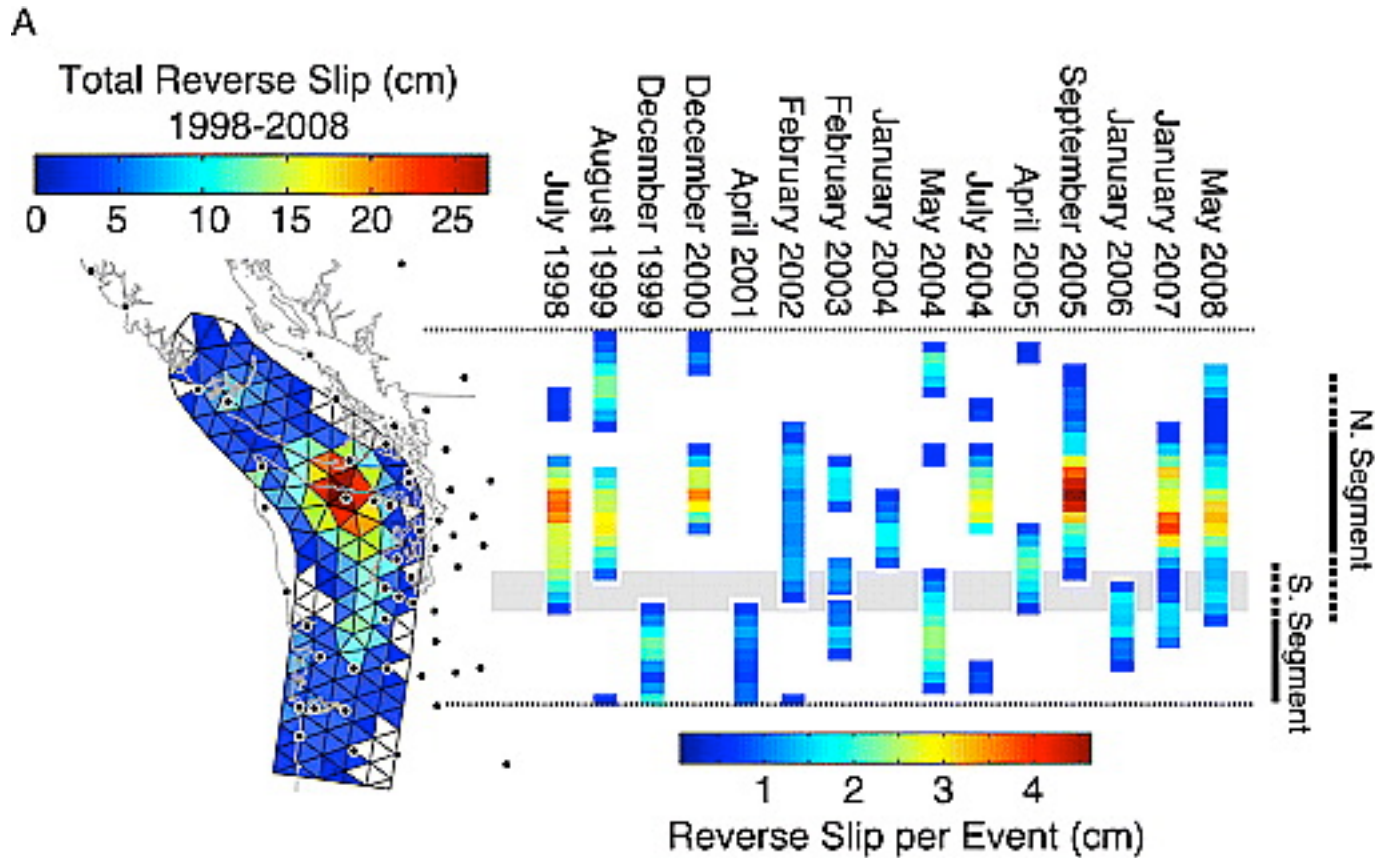 A
Total Reverse Slip (cm)
1998-2008
0 5 10 15 20 25
July 1998
August 1999
December 1999
December 2000
April 2001
February 2002
February 2003
January 2004
May 2004
July 2004
April 2005
September 2005
January 2006
January 2007
May 2008
N. Segment
S. Segment
1 2 3 4
Reverse Slip per Event (cm)